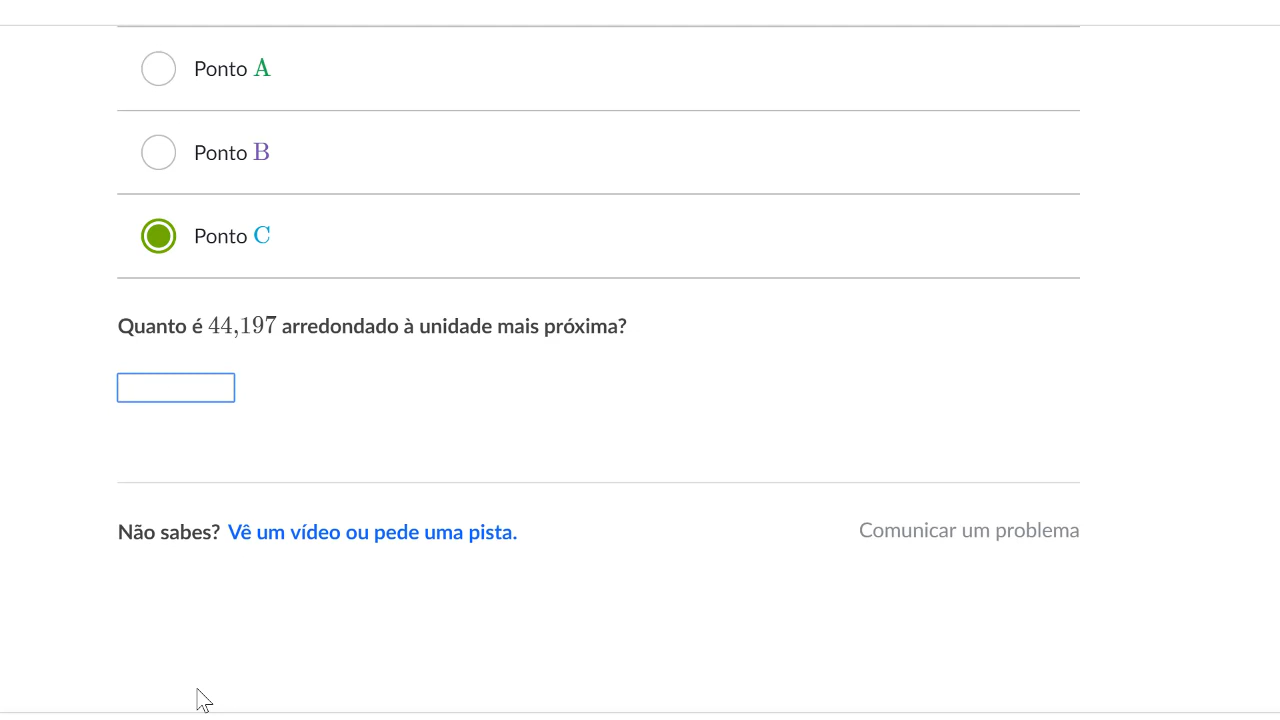 Ponto A
Ponto B
Ponto C
Quanto é 44,197 arredondado à unidade mais próxima?
Não sabes? Vê um vídeo ou pede uma pista.
Comunicar um problema